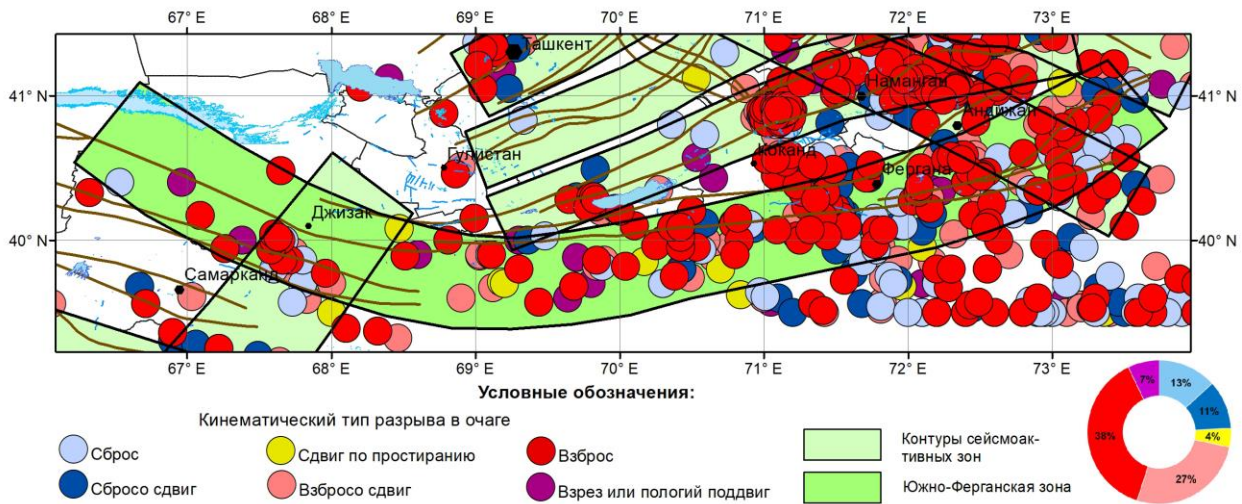 67° E 68° E 69° E 70° E 71° E 72° E 73° E
Ташкент
41° N 41° N
Наманган
Андижан
Гулистан
Коканд
Фергана
Джизак
40° N 40° N
Самарканд
67° E 68° E 69° E 70° E 71° E 72° E 73° E
Условные обозначения:
Кинематический тип разрыва в очаге
Сброс
Сдвиг по простиранию
Взброс
Контуры сейсмоак-
тивных зон
Сбросо сдвиг
Взбросо сдвиг
Взрез или пологий поддвиг
Южно-Ферганская зона
7% 13%
11%
4%
38%
27%